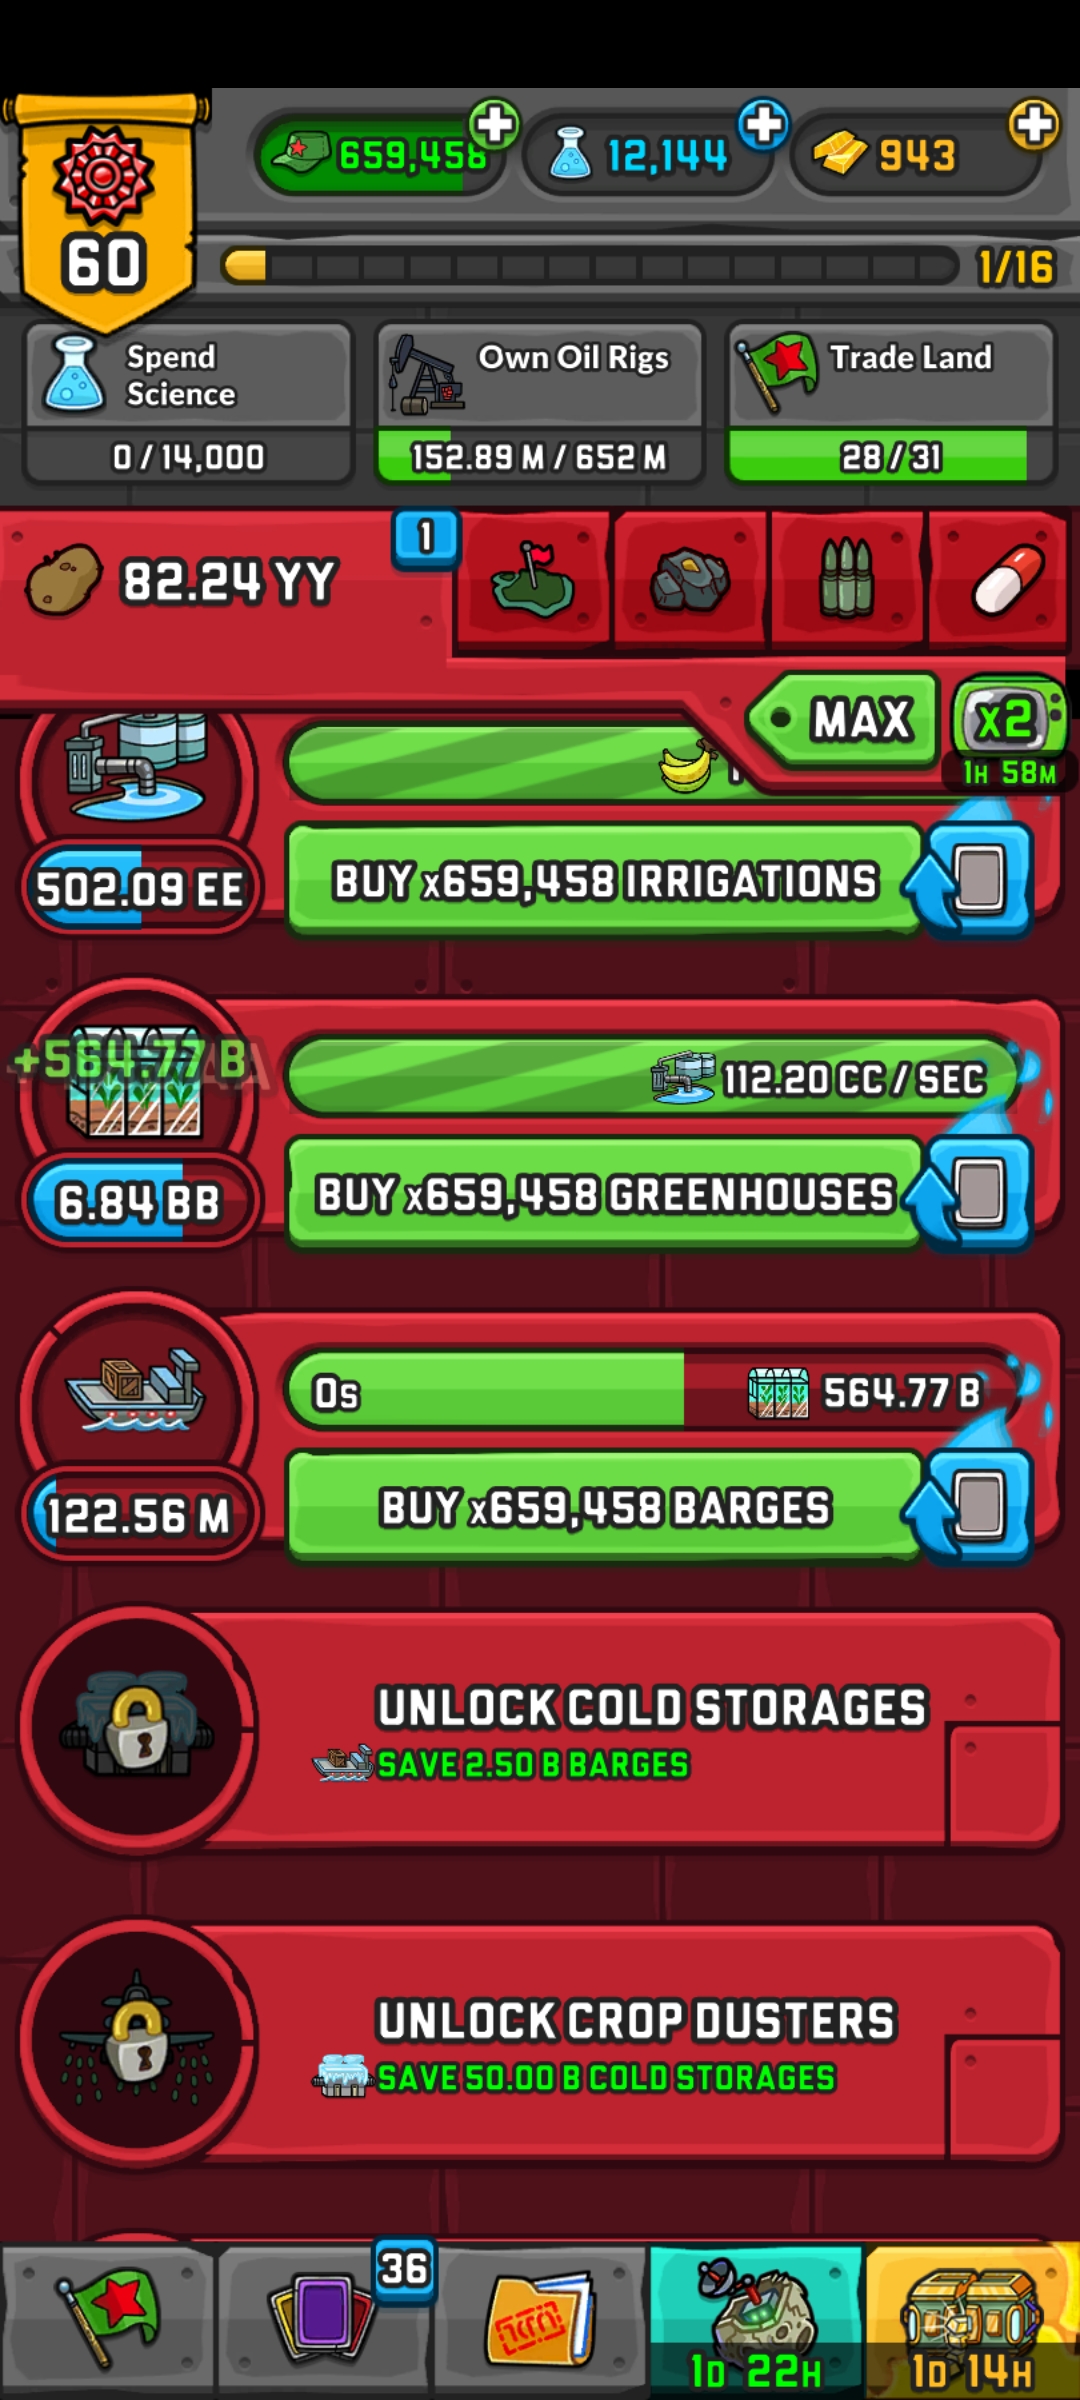 659,458
12,144
943
60
1/16
Spend
Science
0/14,000
Own Oil Rigs
152.89 M / 652 M
Trade Land
28/31
82.24 YY
1
MAX
x2
1H 58M
502.09 EE
BUY x659,458 IRRIGATIONS
+564.77 B
112.20 CC / SEC
6.84 BB
BUY x659,458 GREENHOUSES
0s
564.77 B
122.56 M
BUY x659,458 BARGES
UNLOCK COLD STORAGES
SAVE 2.50 B BARGES
UNLOCK CROP DUSTERS
SAVE 50.00 B COLD STORAGES
36
1D 22H
1D 14H